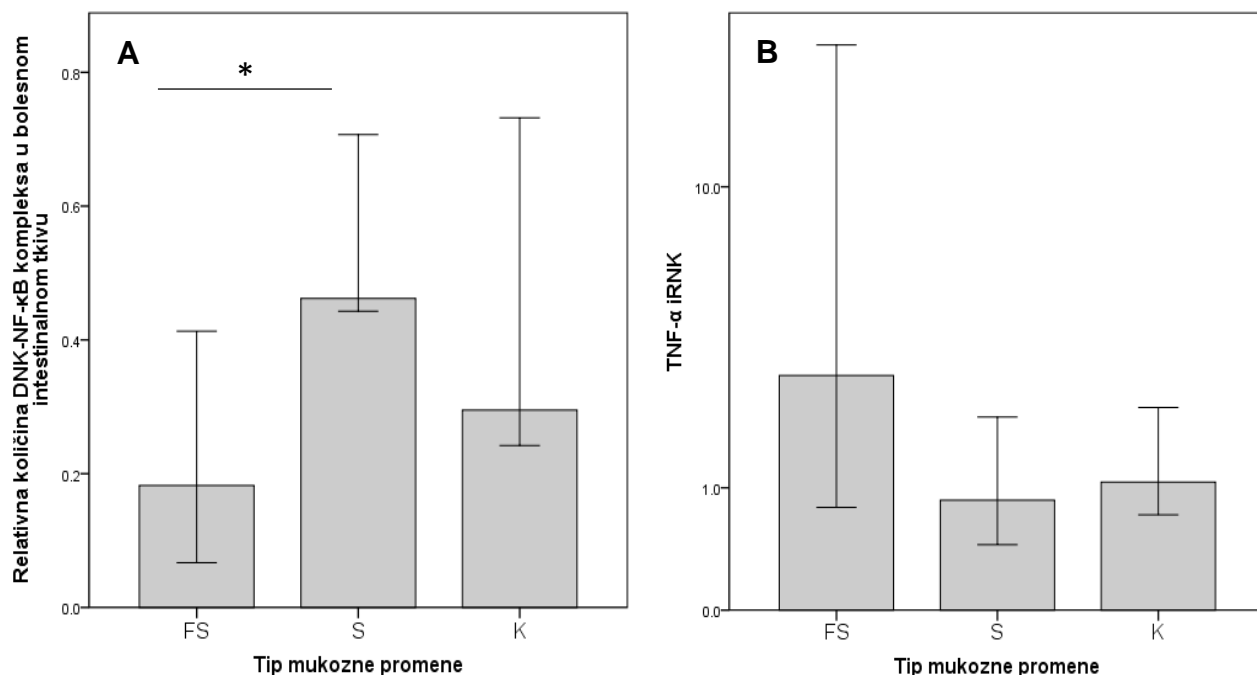 A
*
Relativna količina DNK-NF-κB kompleksa u bolesnom
intestinalnom tkivu
0.8
0.6
0.4
0.2
0.0
FS S K
Tip mukozne promene
B
TNF-α iRNK
10.0
1.0
0.0
FS S K
Tip mukozne promene